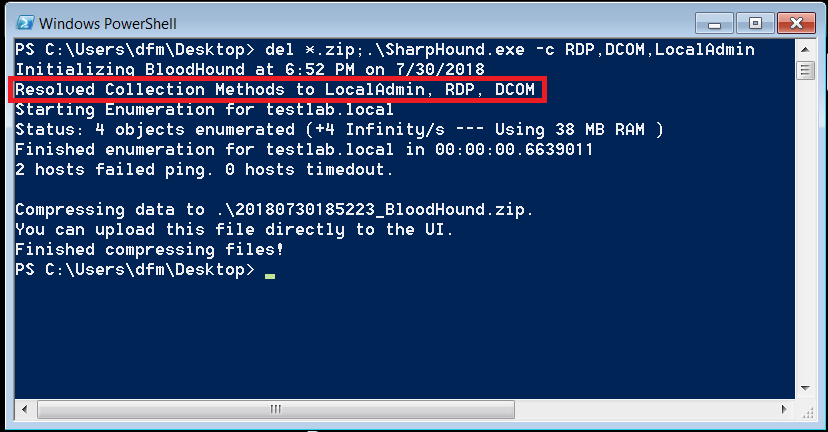 Windows PowerShell
PS C:\Users\dfm\Desktop> del *.zip;.\SharpHound.exe -c RDP,DCOM,LocalAdmin
Initializing BloodHound at 6:52 PM on 7/30/2018
Resolved Collection Methods to LocalAdmin, RDP, DCOM
Starting Enumeration for testlab.local
Status: 4 objects enumerated (+4 Infinity/s --- Using 38 MB RAM )
Finished enumeration for testlab.local in 00:00:00.6639011
2 hosts failed ping. 0 hosts timedout.
Compressing data to .\20180730185223_BloodHound.zip.
You can upload this file directly to the UI.
Finished compressing files!
PS C:\Users\dfm\Desktop>